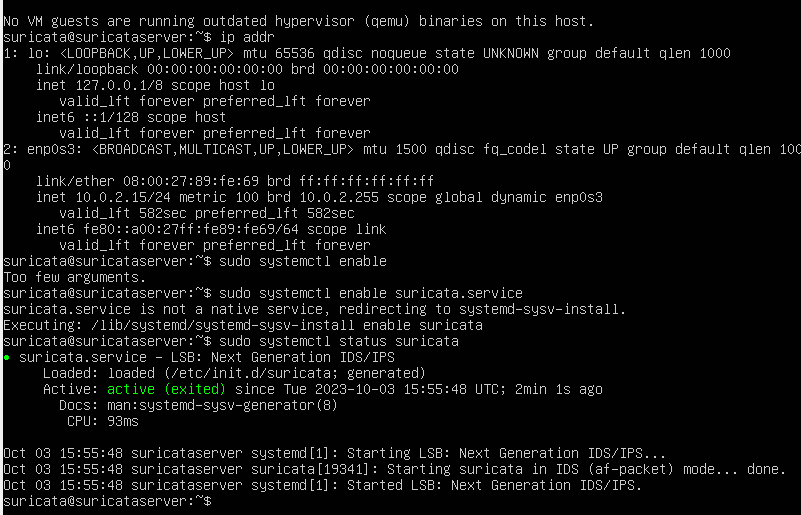 No VM guests are running outdated hypervisor (qemu) binaries on this host.
suricata@suricataserver:~$ ip addr
1: lo: <LOOPBACK,UP,LOWER_UP> mtu 65536 qdisc noqueue state UNKNOWN group default qlen 1000
    link/loopback 00:00:00:00:00:00 brd 00:00:00:00:00:00
    inet 127.0.0.1/8 scope host lo
       valid_lft forever preferred_lft forever
    inet6 ::1/128 scope host
       valid_lft forever preferred_lft forever
2: enp0s3: <BROADCAST,MULTICAST,UP,LOWER_UP> mtu 1500 qdisc fq_codel state UP group default qlen 100
0
    link/ether 08:00:27:89:fe:69 brd ff:ff:ff:ff:ff:ff
    inet 10.0.2.15/24 metric 100 brd 10.0.2.255 scope global dynamic enp0s3
       valid_lft 582sec preferred_lft 582sec
    inet6 fe80::a00:27ff:fe89:fe69/64 scope link
       valid_lft forever preferred_lft forever
suricata@suricataserver:~$ sudo systemctl enable
Too few arguments.
suricata@suricataserver:~$ sudo systemctl enable suricata.service
suricata.service is not a native service, redirecting to systemd-sysv-install.
Executing: /lib/systemd/systemd-sysv-install enable suricata
suricata@suricataserver:~$ sudo systemctl status suricata
● suricata.service - LSB: Next Generation IDS/IPS
     Loaded: loaded (/etc/init.d/suricata; generated)
     Active: active (exited) since Tue 2023-10-03 15:55:48 UTC; 2min 1s ago
       Docs: man:systemd-sysv-generator(8)
        CPU: 93ms

Oct 03 15:55:48 suricataserver systemd[1]: Starting LSB: Next Generation IDS/IPS...
Oct 03 15:55:48 suricataserver suricata[19341]: Starting suricata in IDS (af-packet) mode... done.
Oct 03 15:55:48 suricataserver systemd[1]: Started LSB: Next Generation IDS/IPS.
suricata@suricataserver:~$